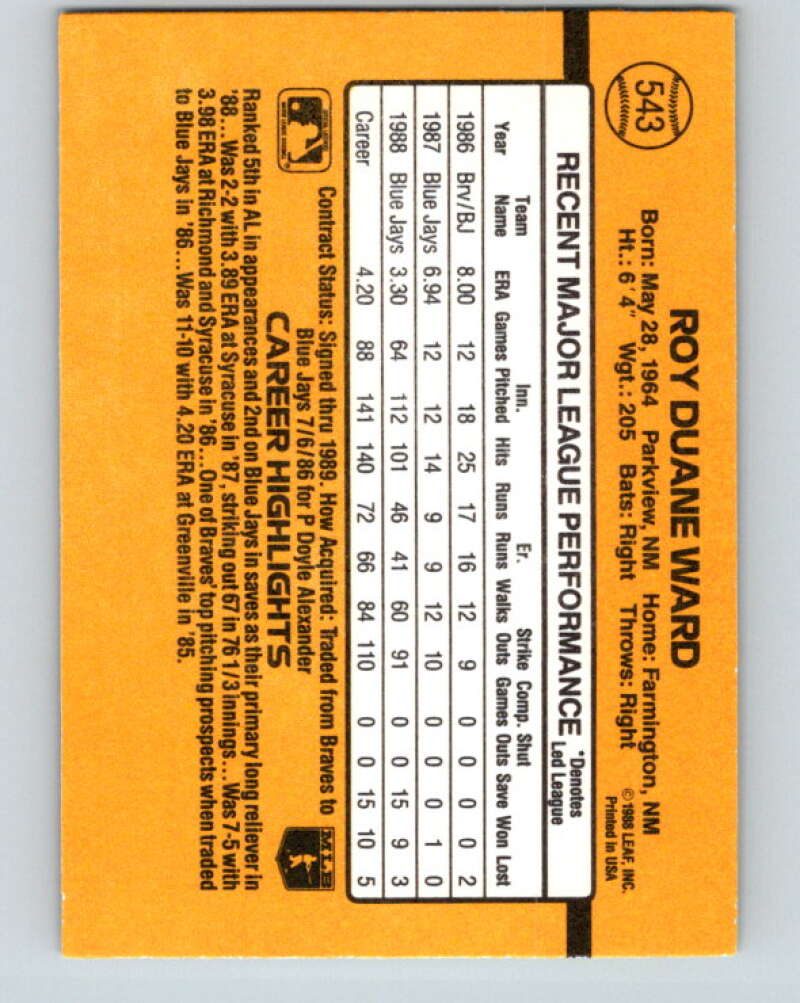 543
ROY DUANE WARD
Born: May 28, 1964 Parkview, NM Home: Farmington, NM
Ht.: 6' 4" Wgt.: 205 Bats: Right Throws: Right
© 1988 LEAF, INC.
Printed in USA
RECENT MAJOR LEAGUE PERFORMANCE
*Denotes
Led League
Team Inn. Er. Strike Comp. Shut
Year Name ERA Games Pitched Hits Runs Runs Walks Outs Games Outs Save Won Lost
1986 Brv/BJ 8.00 12 18 25 17 16 12 9 0 0 0 0 2
1987 Blue Jays 6.94 12 12 14 9 9 12 10 0 0 0 1 0
1988 Blue Jays 3.30 64 112 101 46 41 60 91 0 0 15 9 3
Career 4.20 88 141 140 72 66 84 110 0 0 15 10 5
Contract Status: Signed thru 1989. How Acquired: Traded from Braves to
Blue Jays 7/6/86 for P Doyle Alexander
MLB
CAREER HIGHLIGHTS
Ranked 5th in AL in appearances and 2nd on Blue Jays in saves as their primary long reliever in
'88...Was 2-2 with 3.89 ERA at Syracuse in '87, striking out 67 in 76 1/3 innings...Was 7-5 with
3.98 ERA at Richmond and Syracuse in '86...One of Braves' top pitching prospects when traded
to Blue Jays in '86...Was 11-10 with 4.20 ERA at Greenville in '85.